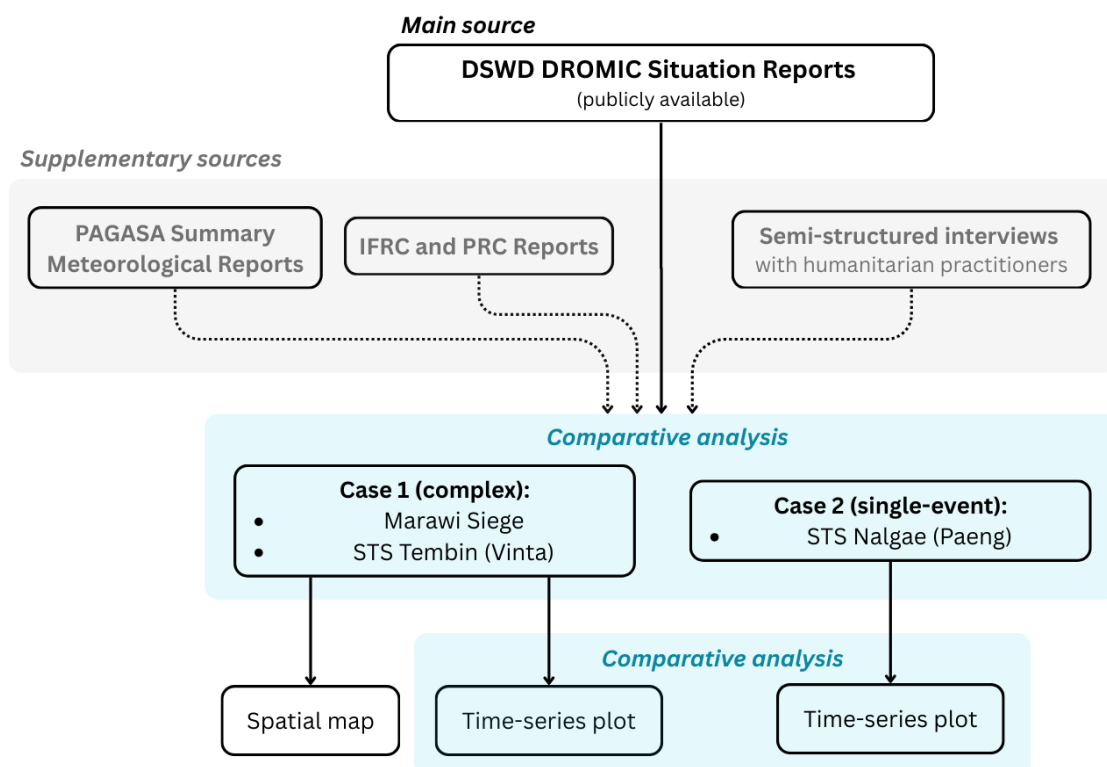 Main source
DSWD DROMIC Situation Reports
(publicly available)
Supplementary sources
PAGASA Summary
Meteorological Reports
IFRC and PRC Reports
Semi-structured interviews
with humanitarian practitioners
Comparative analysis
Case 1 (complex):
• Marawi Siege
• STS Tembin (Vinta)
Case 2 (single-event):
• STS Nalgae (Paeng)
Comparative analysis
Spatial map
Time-series plot
Time-series plot